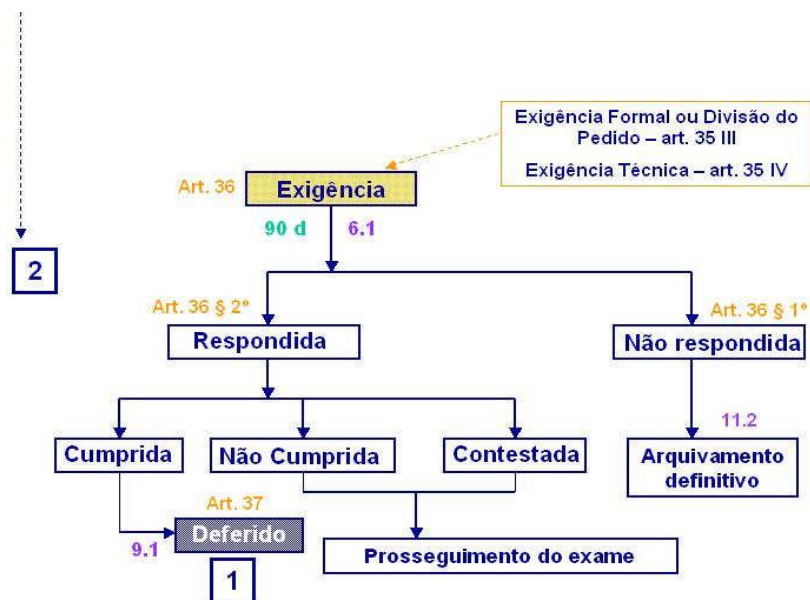 Exigência Formal ou Divisão do
Pedido – art. 35 III
Exigência Técnica – art. 35 IV
Art. 36
Exigência
90 d
6.1
2
Art. 36 § 2º
Art. 36 § 1º
Respondida
Não respondida
11.2
Cumprida
Não Cumprida
Contestada
Arquivamento
definitivo
Art. 37
Deferido
9.1
Prosseguimento do exame
1